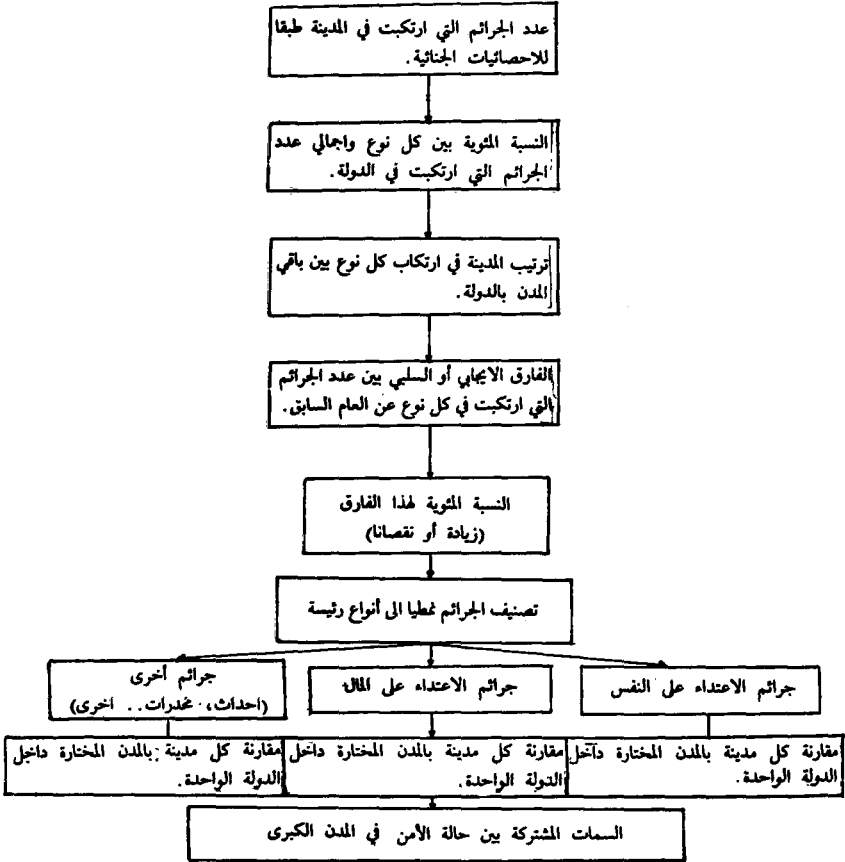 عدد الجرائم التي ارتكبت في المدينة طبقا
للاحصائيات الجنائية.
النسبة المئوية بين كل نوع واجمالي عدد
الجرائم التي ارتكبت في الدولة.
ترتيب المدينة في ارتكاب كل نوع بين باقي
المدن بالدولة.
الفارق الايجابي أو السلبي بين عدد الجرائم
التي ارتكبت في كل نوع عن العام السابق.
النسبة المئوية لهذا الفارق
(زيادة أو نقصانا)
تصنيف الجرائم نمطيا الى أنواع رئيسة
جرائم الاعتداء على النفس
جرائم الاعتداء على المال
جرائم أخرى
(احداث، مخدرات.. اخرى)
مقارنة كل مدينة بالمدن المختارة داخل
الدولة الواحدة.
مقارنة كل مدينة بالمدن المختارة داخل
الدولة الواحدة.
مقارنة كل مدينة بالمدن المختارة داخل
الدولة الواحدة.
السمات المشتركة بين حالة الأمن في المدن الكبرى